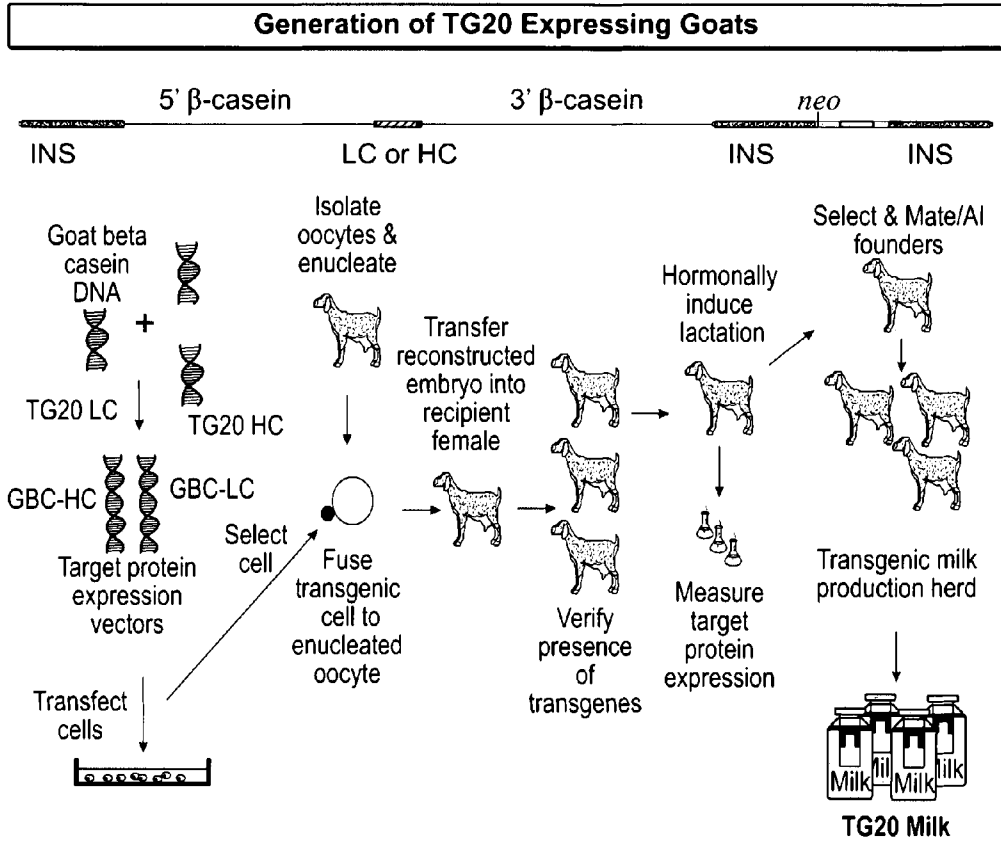 Generation of TG20 Expressing Goats
5' β-casein
3' β-casein
neo
INS
LC or HC
INS
INS
Goat beta
casein
DNA
+
TG20 LC
TG20 HC
GBC-HC
GBC-LC
Target protein
expression
vectors
Transfect
cells
Select
cell
Isolate
oocytes &
enucleate
Fuse
transgenic
cell to
enucleated
oocyte
Transfer
reconstructed
embryo into
recipient
female
Verify
presence
of
transgenes
Hormonally
induce
lactation
Measure
target
protein
expression
Select & Mate/AI
founders
Transgenic milk
production herd
Milk
Milk
TG20 Milk